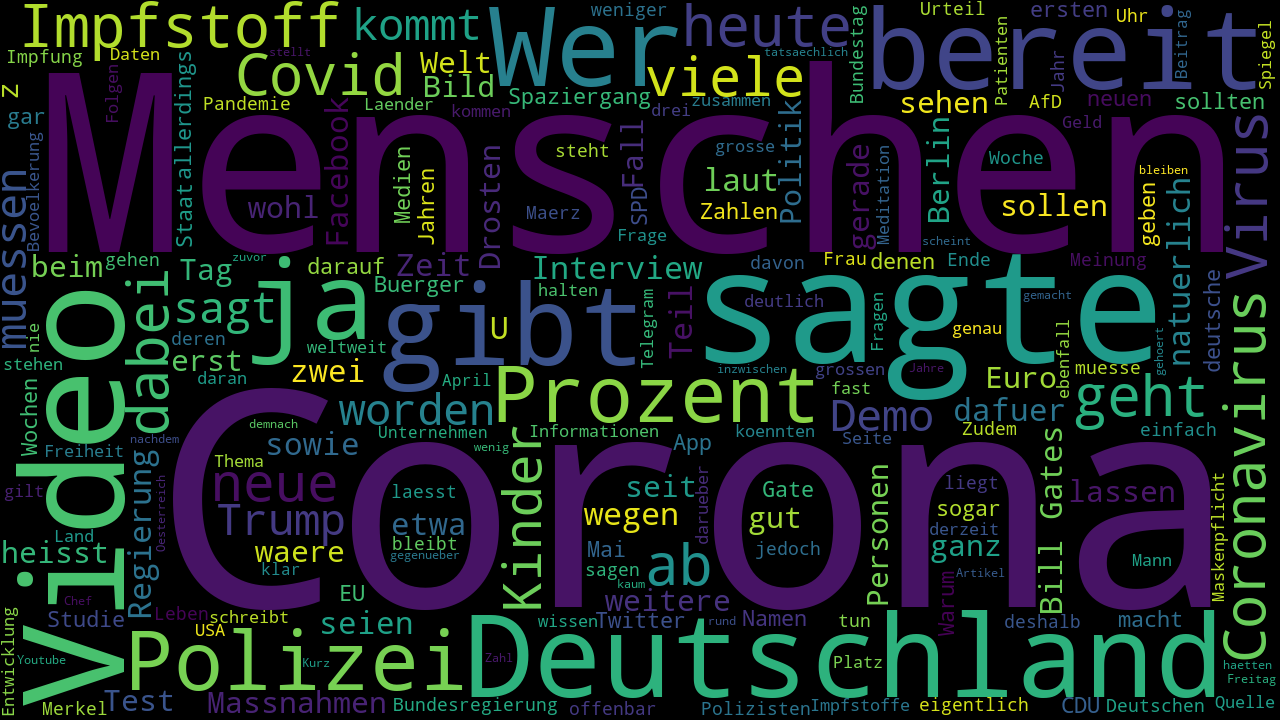 Impfstoff
kommt
weniger
Wer
heute
bereit
Urteil
ersten
Uhr
Impfung
Daten
stellt
Covid
Welt
Bild
viele
tatsaechlich
Bundestag
Patienten
Jahr
Beitrag
Spiegel
z
Folgen
Staat
allerdings
Pandemie
Laender
kommen
Spaziergang
drei
zusammen
sehen
AfD
neuen
sollten
gar
Menschen
Geld
Bevoelkerung
muessen
Facebook
Medien
Jahren
wohl
Drosten
steht
Maerz
Fall
SPD
Frage
grosse
laut
Zahlen
Politik
gerade
Meditation
Berlin
Woche
sollen
bleiben
geben
natuerlich
Virus
scheint
beim
gehen
Tag
zuvor
darauf
Zeit
Buerger
Interview
halten
davon
Frau
denen
Ende
Meinung
Video
dabei
sagt
ja
gibt
U
Telegram
Teil
sagte
deutlich
Fragen
genau
gemacht
ebenfall
gehoert
deutsche
nie
stehen
deren
erst
daran
weltweit
zwei
April
inzwischen
grossen
Jahre
fast
Euro
muesse
geht
Wochen
Freiheit
nachdem
demnach
worden
Prozent
Demo
dafuer
Coronavirus
sowie
Unternehmen
wenig
Informationen
App
koennten
Seite
Zudem
einfach
gilt
Regierung
Oesterreich
Thema
neue
Trump
laesst
etwa
bleibt
gegenueber
Kinder
seit
wegen
darueber
Gate
gut
Personen
liegt
sogar
derzeit
ganz
Bill Gates
lassen
Maskenpflicht
Land
heisst
waere
klar
Corona
Mai
sagen
kaum
ab
jedoch
Artikel
Mann
Warum
Chef
Studie
Leben
schreibt
EU
weitere
Entwicklung
USA
seien
wissen
Twitter
rund
Namen
tun
deshalb
macht
Youtube
Polizei
Kurz
Zahl
Deutschland
Platz
haetten
Freitag
Merkel
Test
Massnahmen
Bundesregierung
offenbar
Polizisten
Impfstoffe
eigentlich
CDU
Deutschen
Quelle